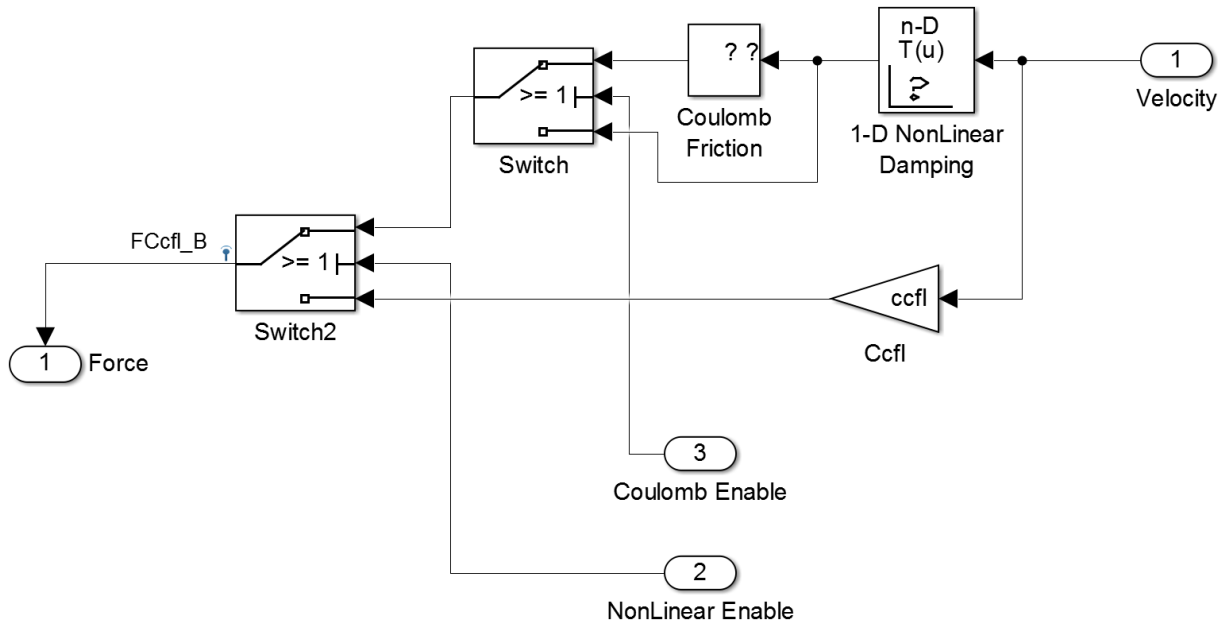 n-D
T(u)
?
1-D NonLinear
Damping
1
Velocity
? ?
Coulomb
Friction
>= 1
Switch
FCcfl_B
>= 1
Switch2
1
Force
ccfl
Ccfl
3
Coulomb Enable
2
NonLinear Enable